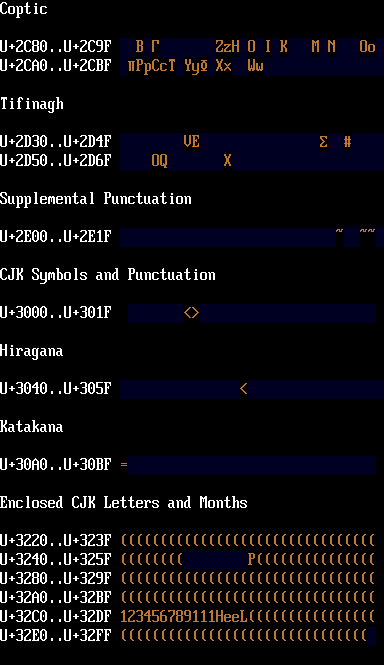 Coptic
U+2C80..U+2C9F B Γ ZzH O I K M N Oo
U+2CA0..U+2CBF πPpCcT YyΦ Xx Ww
Tifinagh
U+2D30..U+2D4F VE Σ #
U+2D50..U+2D6F OQ X
Supplemental Punctuation
U+2E00..U+2E1F ~ ~~
CJK Symbols and Punctuation
U+3000..U+301F <>
Hiragana
U+3040..U+305F <
Katakana
U+30A0..U+30BF =
Enclosed CJK Letters and Months
U+3220..U+323F ((((((((((((((((((((((((((((((((
U+3240..U+325F (((((((( P(((((((((((((((
U+3280..U+329F ((((((((((((((((((((((((((((((((
U+32A0..U+32BF ((((((((((((((((((((((((((((((((
U+32C0..U+32DF 123456789111HeeL((((((((((((((((
U+32E0..U+32FF (((((((((((((((((((((((((((((((